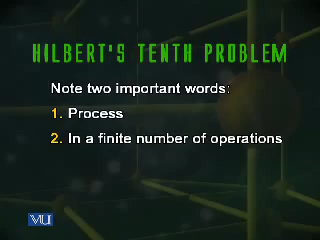 HILBERT'S TENTH PROBLEM
Note two important words:
1. Process
2. In a finite number of operations
VU